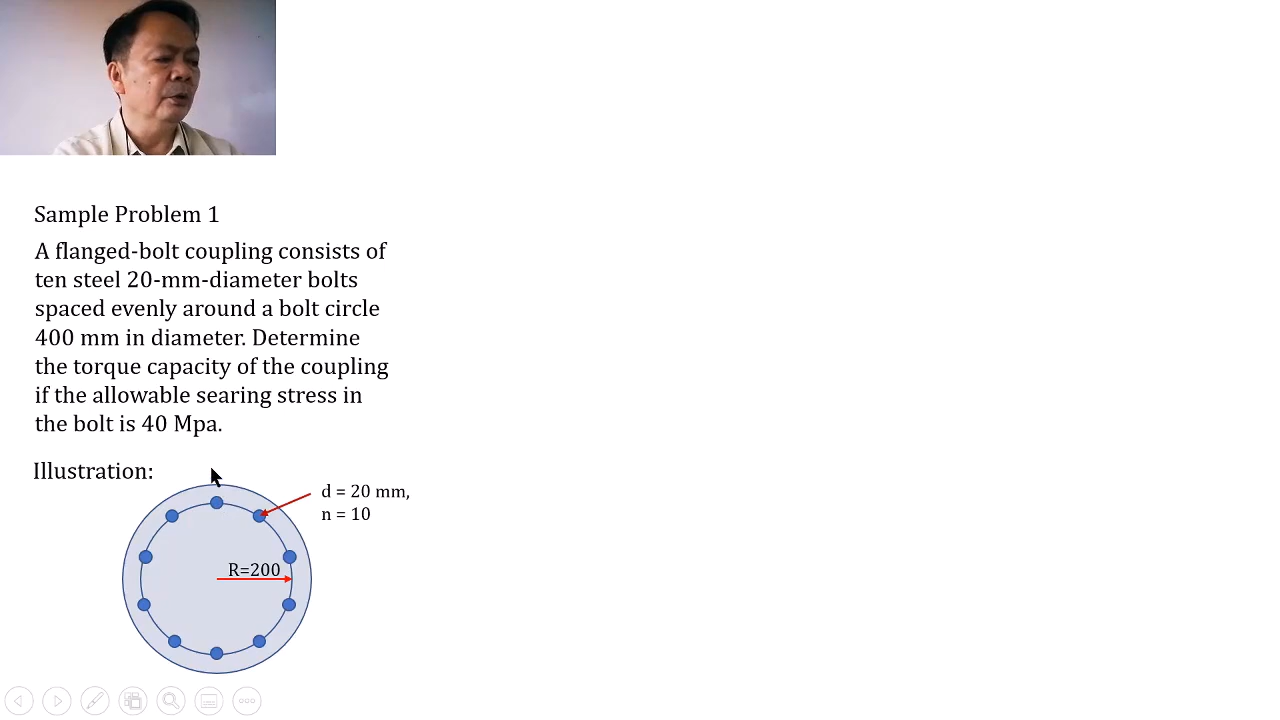 Sample Problem 1
A flanged-bolt coupling consists of
ten steel 20-mm-diameter bolts
spaced evenly around a bolt circle
400 mm in diameter. Determine
the torque capacity of the coupling
if the allowable searing stress in
the bolt is 40 Mpa.
Illustration:
d = 20 mm,
n = 10
R=200